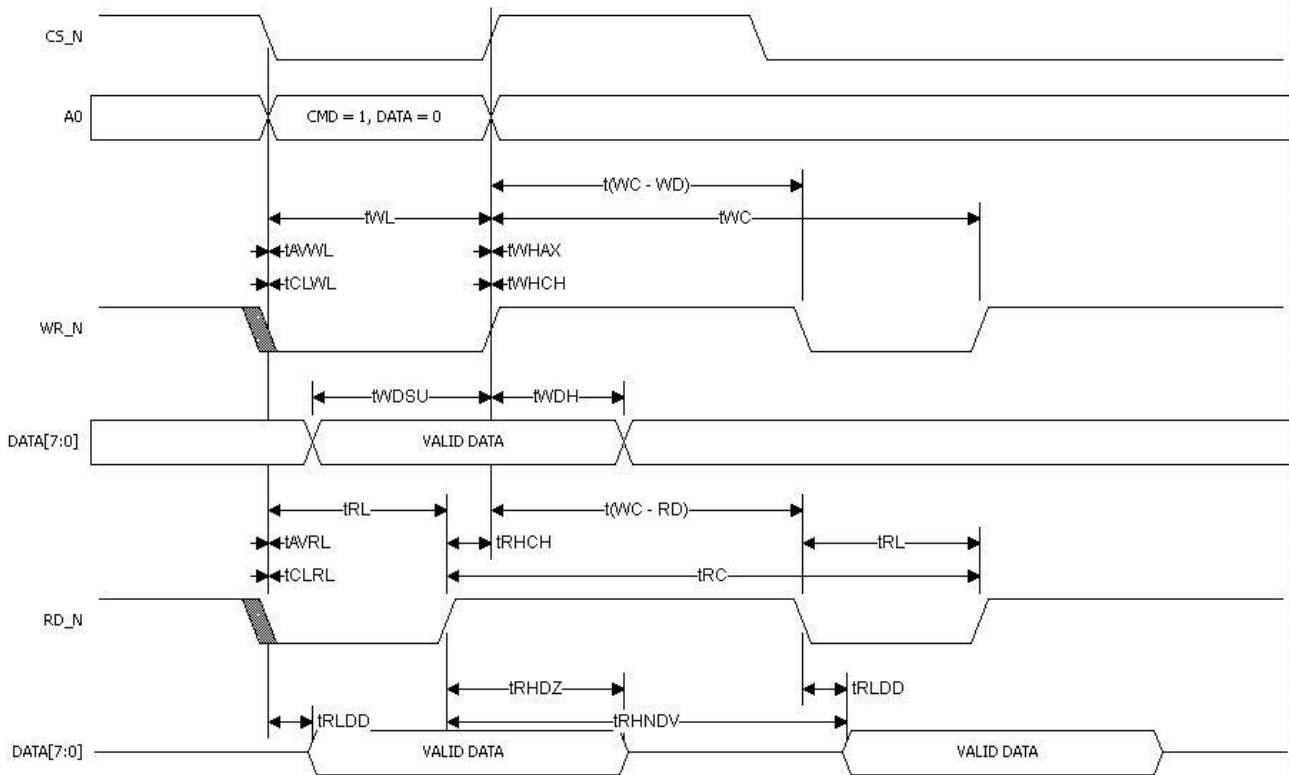 CS_N
A0
CMD = 1, DATA = 0
t(WC - WD)
tWL
tWC
tAVWL
tWHAX
tCLWL
tWHCH
WR_N
tWDSU
tWDH
DATA[7:0]
VALID DATA
tRL
t(WC - RD)
tAVRL
tRHCH
tRL
tCLRL
tRC
RD_N
tRHDZ
tRLDD
tRLDD
tRHNDV
DATA[7:0]
VALID DATA
VALID DATA